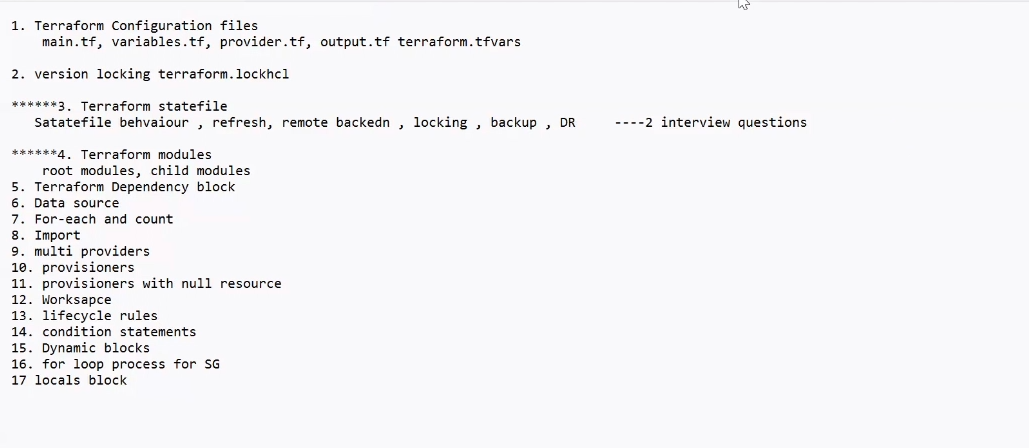 1. Terraform Configuration files
main.tf, variables.tf, provider.tf, output.tf terraform.tfvars
2. version locking terraform.lockhcl
******3. Terraform statefile
Satatefile behvaiour , refresh, remote backedn , locking , backup , DR     ----2 interview questions
******4. Terraform modules
root modules, child modules
5. Terraform Dependency block
6. Data source
7. For-each and count
8. Import
9. multi providers
10. provisioners
11. provisioners with null resource
12. Worksapce
13. lifecycle rules
14. condition statements
15. Dynamic blocks
16. for loop process for SG
17 locals block